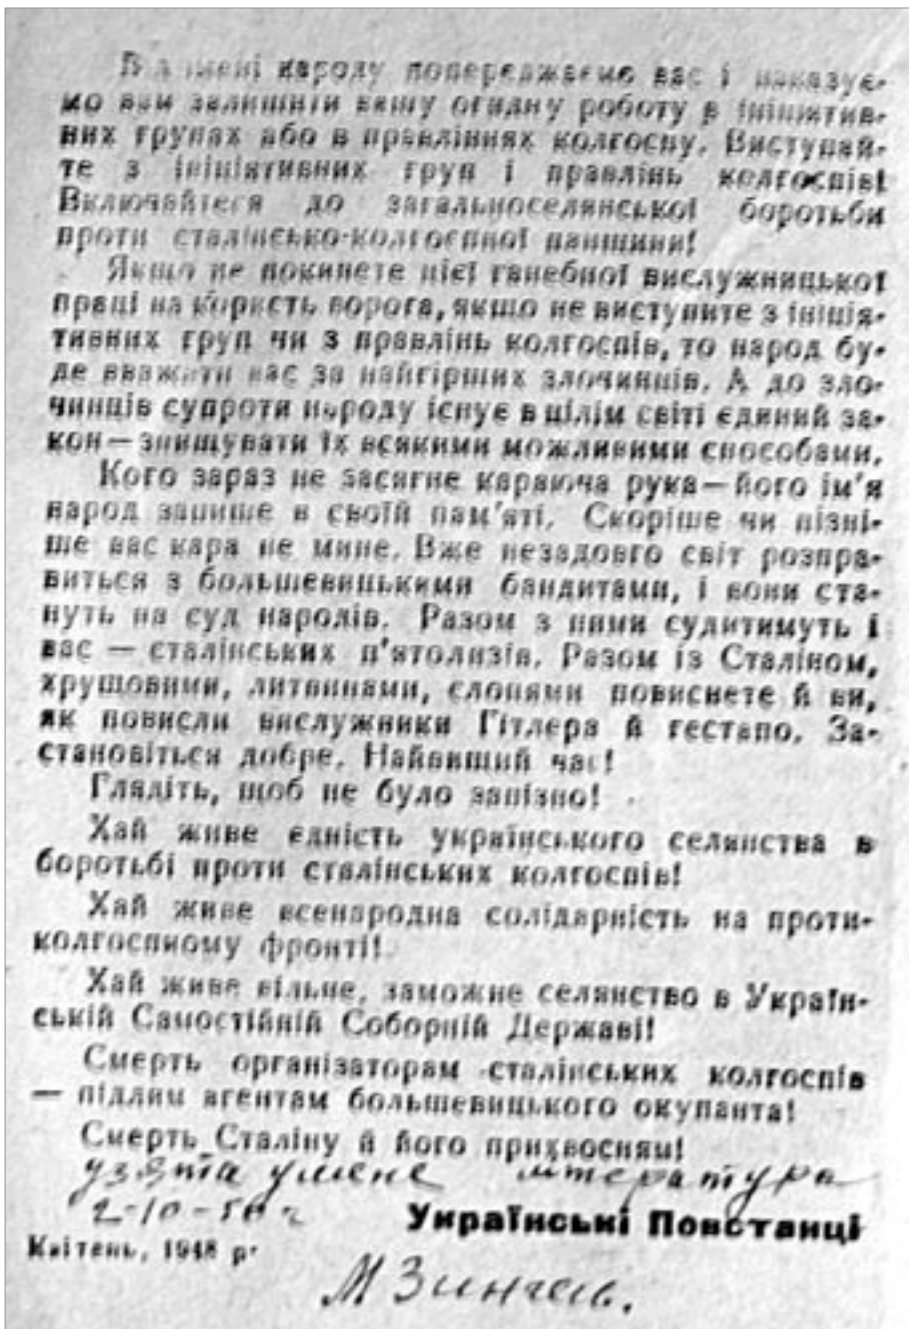 Від імені народу попереджаємо вас і наказує-
мо вам залишити вашу огидну роботу в ініціятив-
них групах або в правліннях колгоспу. Виступай-
те з ініціятивних груп і правлінь колгоспів!
Включайтеся до загальноселянської боротьби
проти сталінсько-колгоспної панщини!
Якщо не покинете цієї ганебної вислужницької
праці на користь ворога, якщо не виступите з ініція-
тивних груп чи з правлінь колгоспів, то народ бу-
де вважати вас за найгірших злочинців. А до зло-
чинців супроти народу існує в цілім світі єдиний за-
кон — знищувати їх всякими можливими способами.
Кого зараз не засягне караюча рука — його ім'я
народ запише в своїй пам'яті. Скоріше чи пізні-
ше вас кара не мине. Вже незадовго світ розпра-
виться з большевицькими бандитами, і вони ста-
нуть на суд народів. Разом з ними судитимуть і
вас — сталінських п'ятолизів. Разом із Сталіном,
хрущовими, литвинами, слонями повиснете й ви,
як повисли вислужники Гітлера й гестапо. За-
становіться добре. Найвищий час!
Глядіть, щоб не було запізно!
Хай живе єдність українського селянства в
боротьбі проти сталінських колгоспів!
Хай живе всенародна солідарність на проти-
колгоспному фронті!
Хай живе вільне, заможне селянство в Україн-
ській Самостійній Соборній Державі!
Смерть організаторам сталінських колгоспів
— підлим агентам большевицького окупанта!
Смерть Сталіну й його прихвосням!
узята умене література
2-10-50 г
Українські Повстанці
Квітень, 1948 р.
М Зинчель.